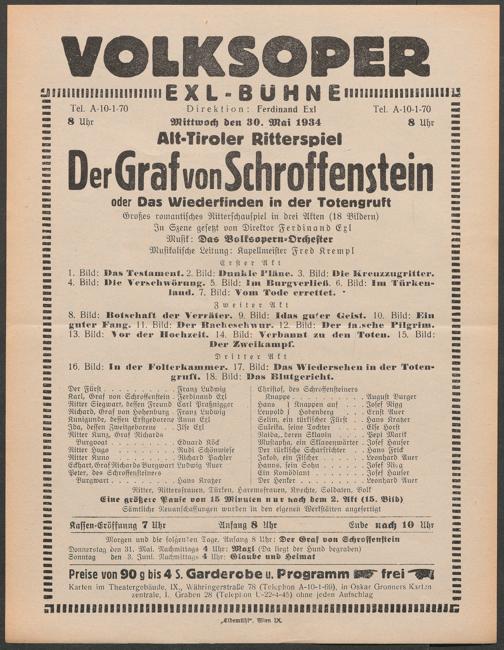 VOLKSOPER
EXL-BÜHNE
Tel. A-10-1-70 Direktion: Ferdinand Exl Tel. A-10-1-70
8 Uhr Mittwoch den 30. Mai 1934 8 Uhr
Alt-Tiroler Ritterspiel
Der Graf von Schroffenstein
oder Das Wiederfinden in der Totengruft
Großes romantisches Ritterschauspiel in drei Akten (18 Bildern)
In Szene gesetzt von Direktor Ferdinand Exl
Musik: Das Volksopern-Orchester
Musikalische Leitung: Kapellmeister Fred Krempl
Erster Akt
1. Bild: Das Testament. 2. Bild: Dunkle Pläne. 3. Bild: Die Kreuzzugritter.
4. Bild: Die Verschwörung. 5. Bild: Im Burgverließ. 6. Bild: Im Türken-
land. 7. Bild: Vom Tode errettet.
Zweiter Akt
8. Bild: Botschaft der Verräter. 9. Bild: Idas guter Geist. 10. Bild: Ein
guter Fang. 11. Bild: Der Racheschwur. 12. Bild: Der falsche Pilgrim.
13. Bild: Vor der Hochzeit. 14. Bild: Verbannt zu den Toten. 15. Bild:
Der Zweikampf.
Dritter Akt
16. Bild: In der Folterkammer. 17. Bild: Das Wiedersehen in der Toten-
gruft. 18. Bild: Das Blutgericht.
Der Fürst . . . Franz Ludwig
Karl, Graf von Schroffenstein . Ferdinand Exl
Ritter Siegwart, dessen Freund Carl Praßnigger
Richard, Graf von Hohenburg . Franz Ludwig
Kunigunde, dessen Erstgeborene Anna Exl
Ida, dessen Zweitgeborene . Ilse Exl
Ritter Kunz, Graf Richards
Burgvogt . . . Eduard Köck
Ritter Hugo . . . Rudi Schönwiese
Ritter Kuno . . . Richard Pachler
Eckhart, Graf Richards Burgwart Ludwig Auer
Peter, des Schroffensteiners
Burgwart . . . Hans Kratzer
Christof, des Schroffensteiners
Knappe . . . August Burger
Hans } Knappen auf . Josef Nigg
Leopold } Hohenberg . Ernst Auer
Selim, ein türkischer Fürst . Hans Kratzer
Suleika, seine Tochter . Else Horst
Naida, deren Sklavin . Pepi Marik
Mustapha, ein Sklavenwärter . Josef Hauser
Der türkische Scharfrichter . Hans Frick
Jakob, ein Fischer . Leonhard Auer
Hanns, sein Sohn . Josef Nigg
Ein Komödiant . Josef Hauser
Der Henker . Leonhard Auer
Ritter, Ritterfrauen, Türken, Haremsfrauen, Knechte, Soldaten, Volk
Eine größere Pause von 15 Minuten nur nach dem 2. Akt (15. Bild)
Sämtliche Neuanschaffungen wurden in den eigenen Werkstätten angefertigt
Kassen-Eröffnung 7 Uhr Anfang 8 Uhr Ende nach 10 Uhr
Morgen und die folgenden Tage. Anfang 8 Uhr: Der Graf von Schroffenstein
Donnerstag den 31. Mai. Nachmittags 4 Uhr: Maxl (Da liegt der Hund begraben)
Sonntag den 3. Juni. Nachmittags 4 Uhr: Glaube und Heimat
Preise von 90 g bis 4 S. Garderobe u. Programm frei
Karten im Theatergebäude, IX., Währingerstraße 78 (Telephon A-10-1-69), in Oskar Gronners Karten
zentrale, I. Graben 28 (Telephon U-22-4-45) ohne jeden Aufschlag
„Elbemühl“, Wien IX.